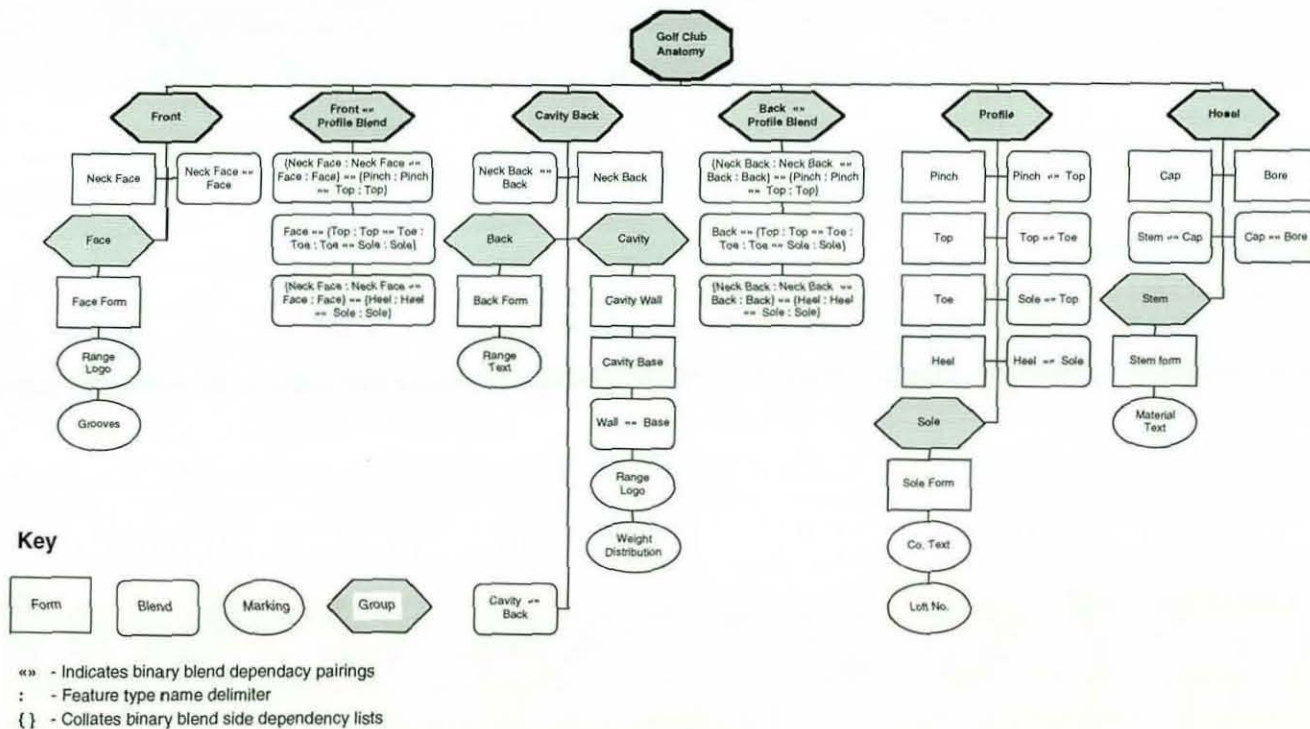 Golf Club
Anatomy
Front
Front «»
Profile Blend
Cavity Back
Back «»
Profile Blend
Profile
Hosel
Neck Face
Neck Face «»
Face
Face
Face Form
Range
Logo
Grooves
{Neck Face : Neck Face «»
Face : Face} «» {Pinch : Pinch
«» Top : Top}
Face «» {Top : Top «» Toe :
Toe : Toe «» Sole : Sole}
{Neck Face : Neck Face «»
Face : Face} «» {Heel : Heel
«» Sole : Sole}
Neck Back «»
Back
Neck Back
Back
Back Form
Range
Text
Cavity
Cavity Wall
Cavity Base
Wall «» Base
Range
Logo
Weight
Distribution
Cavity «»
Back
{Neck Back : Neck Back «»
Back : Back} «» {Pinch : Pinch
«» Top : Top}
Back «» {Top : Top «» Toe :
Toe : Toe «» Sole : Sole}
{Neck Back : Neck Back «»
Back : Back} «» {Heel : Heel
«» Sole : Sole}
Pinch
Pinch «» Top
Top
Top «» Toe
Toe
Sole «» Top
Heel
Heel «» Sole
Sole
Sole Form
Co. Text
Lott No.
Cap
Bore
Stem «» Cap
Cap «» Bore
Stem
Stem form
Material
Text
Key
Form
Blend
Marking
Group
«» - Indicates binary blend dependacy pairings
: - Feature type name delimiter
{ } - Collates binary blend side dependency lists